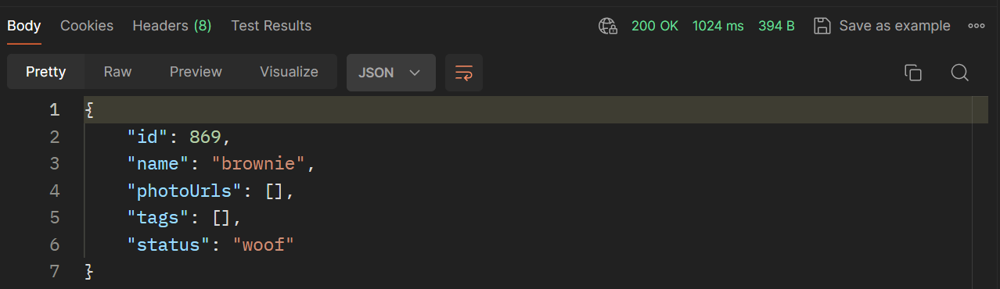 Body Cookies Headers (8) Test Results 200 OK 1024 ms 394 B Save as example
Pretty Raw Preview Visualize JSON
1 {
2 "id": 869,
3 "name": "brownie",
4 "photoUrls": [],
5 "tags": [],
6 "status": "woof"
7 }